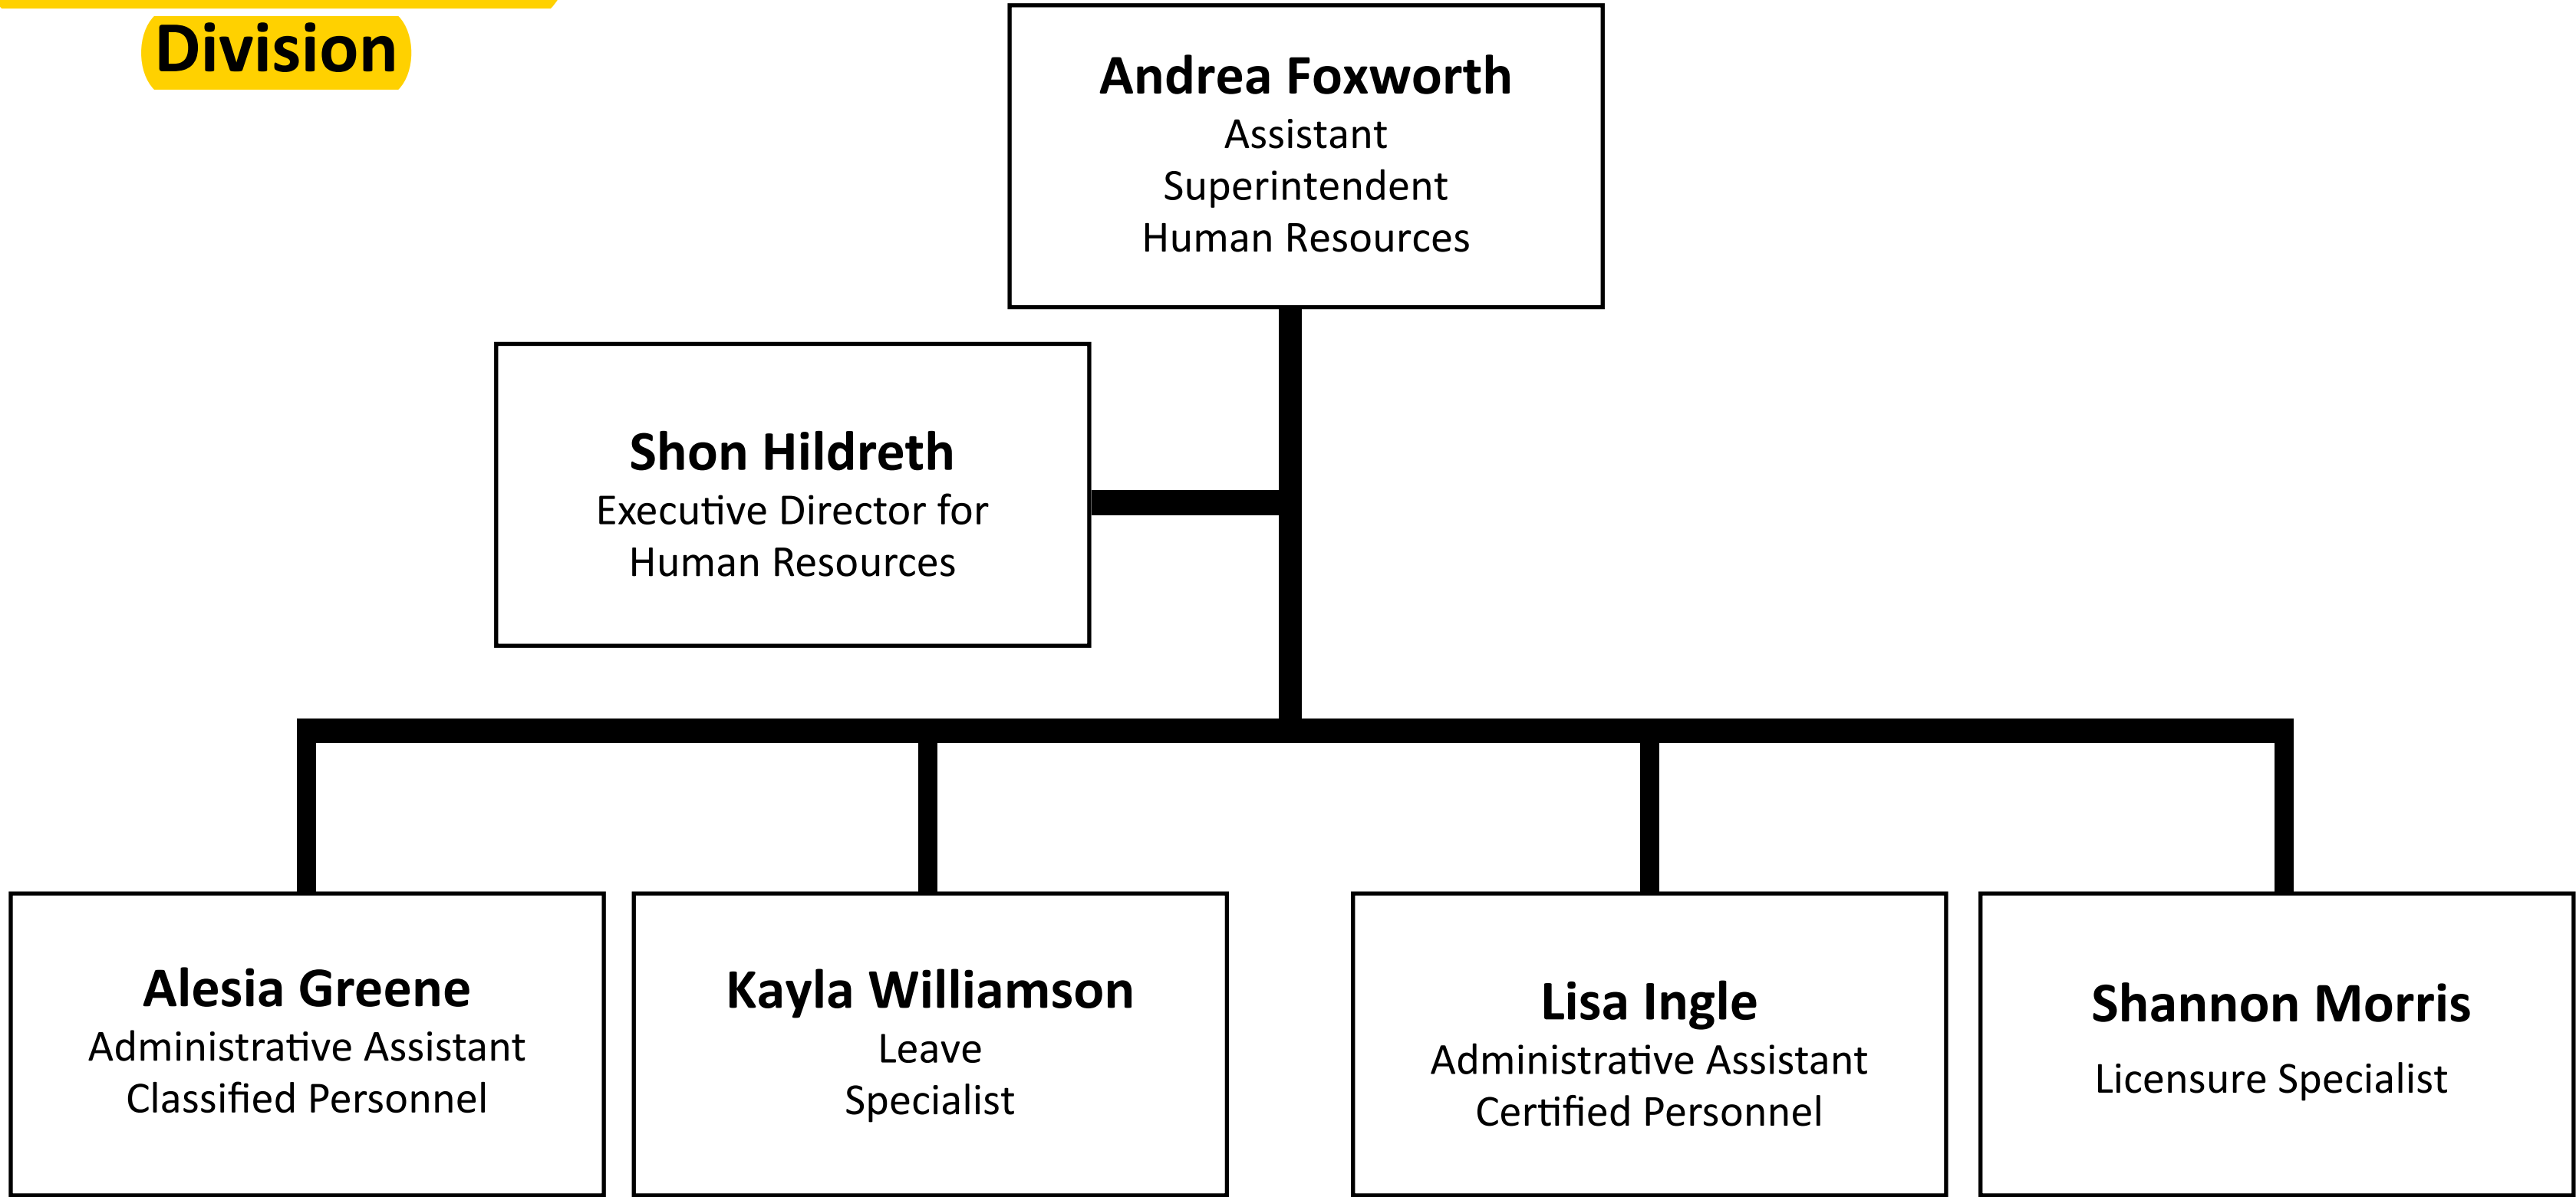 Division
Andrea Foxworth
Assistant
Superintendent
Human Resources
Shon Hildreth
Executive Director for
Human Resources
Alesia Greene
Administrative Assistant
Classified Personnel
Kayla Williamson
Leave
Specialist
Lisa Ingle
Administrative Assistant
Certified Personnel
Shannon Morris
Licensure Specialist